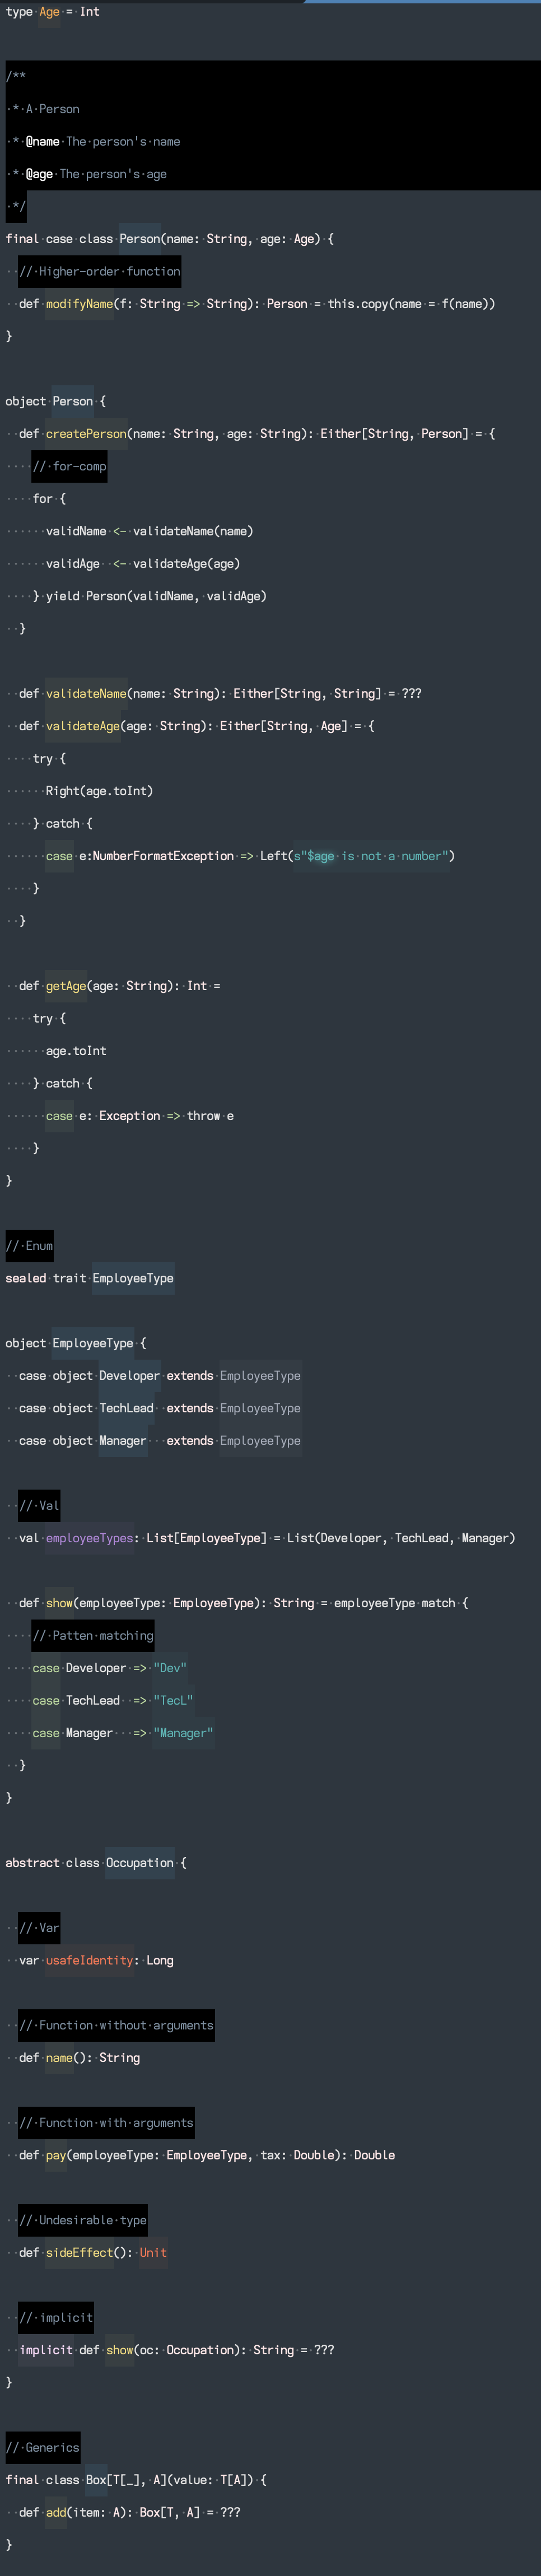 type Age = Int
/**
 * A Person
 * @name The person's name
 * @age The person's age
 */
final case class Person(name: String, age: Age) {
  // Higher-order function
  def modifyName(f: String => String): Person = this.copy(name = f(name))
}
object Person {
  def createPerson(name: String, age: String): Either[String, Person] = {
    // for-comp
    for {
      validName <- validateName(name)
      validAge  <- validateAge(age)
    } yield Person(validName, validAge)
  }
  def validateName(name: String): Either[String, String] = ???
  def validateAge(age: String): Either[String, Age] = {
    try {
      Right(age.toInt)
    } catch {
      case e:NumberFormatException => Left(s"$age is not a number")
    }
  }
  def getAge(age: String): Int =
    try {
      age.toInt
    } catch {
      case e: Exception => throw e
    }
}
// Enum
sealed trait EmployeeType
object EmployeeType {
  case object Developer extends EmployeeType
  case object TechLead  extends EmployeeType
  case object Manager   extends EmployeeType
  // Val
  val employeeTypes: List[EmployeeType] = List(Developer, TechLead, Manager)
  def show(employeeType: EmployeeType): String = employeeType match {
    // Patten matching
    case Developer => "Dev"
    case TechLead  => "TecL"
    case Manager   => "Manager"
  }
}
abstract class Occupation {
  // Var
  var usafeIdentity: Long
  // Function without arguments
  def name(): String
  // Function with arguments
  def pay(employeeType: EmployeeType, tax: Double): Double
  // Undesirable type
  def sideEffect(): Unit
  // implicit
  implicit def show(oc: Occupation): String = ???
}
// Generics
final class Box[T[_], A](value: T[A]) {
  def add(item: A): Box[T, A] = ???
}